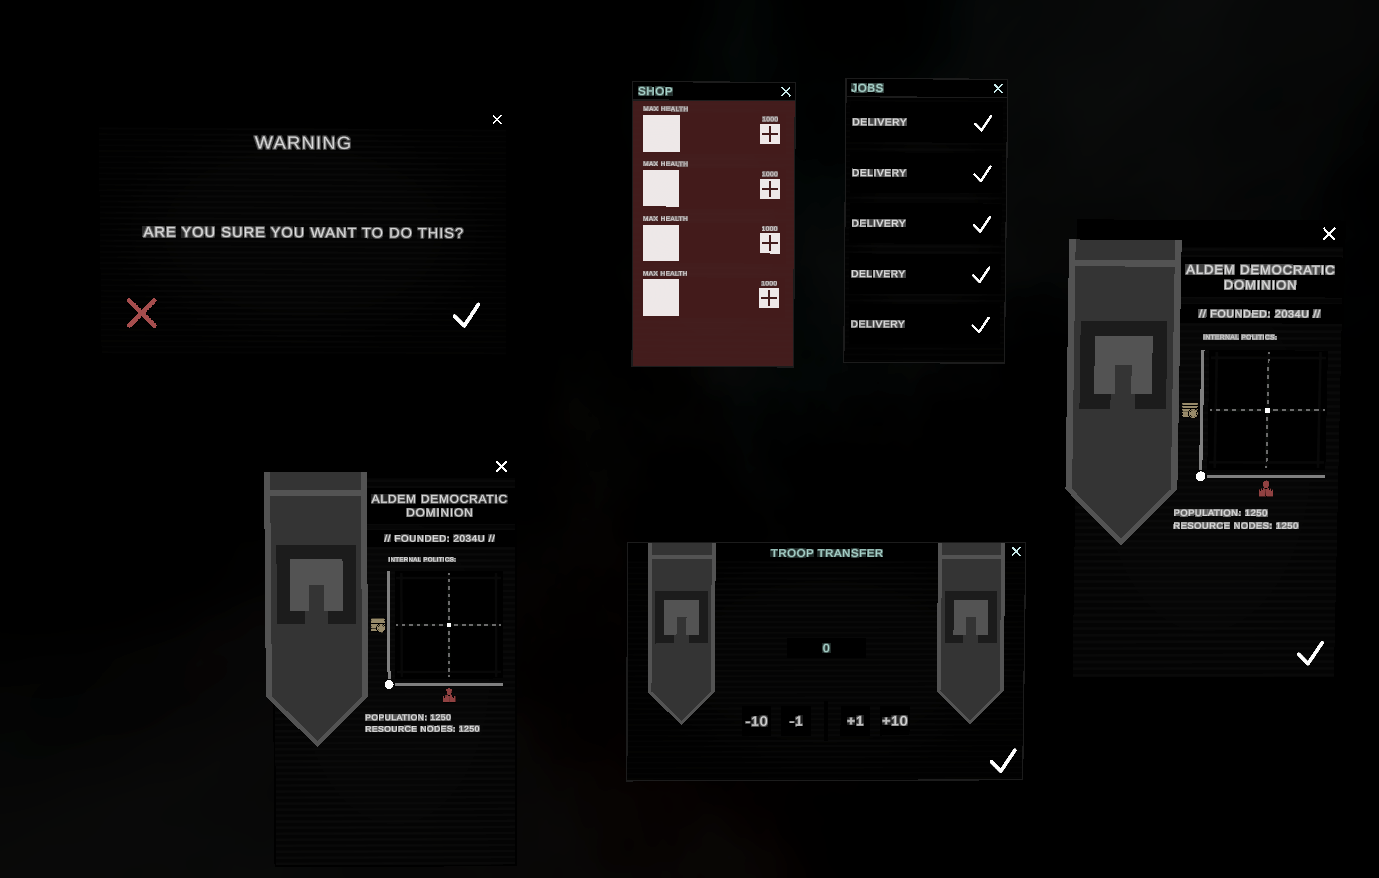 WARNING
ARE YOU SURE YOU WANT TO DO THIS?
SHOP
MAX HEALTH
1000
MAX HEALTH
1000
MAX HEALTH
1000
MAX HEALTH
1000
JOBS
DELIVERY
DELIVERY
DELIVERY
DELIVERY
DELIVERY
ALDEM DEMOCRATIC
DOMINION
// FOUNDED: 2034U //
INTERNAL POLITICS:
POPULATION: 1250
RESOURCE NODES: 1250
ALDEM DEMOCRATIC
DOMINION
// FOUNDED: 2034U //
INTERNAL POLITICS:
POPULATION: 1250
RESOURCE NODES: 1250
TROOP TRANSFER
0
-10 -1 +1 +10